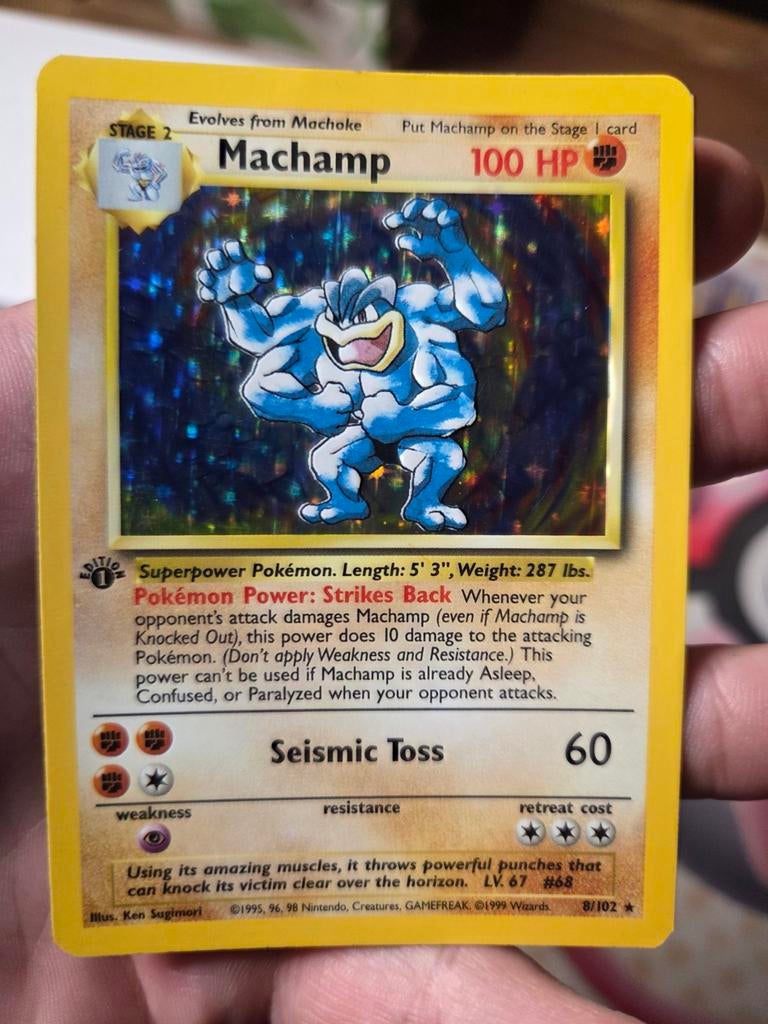 Evolves from Machoke
Put Machamp on the Stage 1 card
STAGE 2
Machamp
100 HP
EDITION
1
Superpower Pokémon. Length: 5' 3", Weight: 287 lbs.
Pokémon Power: Strikes Back Whenever your
opponent's attack damages Machamp (even if Machamp is
Knocked Out), this power does 10 damage to the attacking
Pokémon. (Don't apply Weakness and Resistance.) This
power can't be used if Machamp is already Asleep,
Confused, or Paralyzed when your opponent attacks.
Seismic Toss 60
weakness resistance retreat cost
Using its amazing muscles, it throws powerful punches that
can knock its victim clear over the horizon. LV. 67 #68
Illus. Ken Sugimori ©1995, 96, 98 Nintendo, Creatures, GAMEFREAK. ©1999 Wizards. 8/102 ★